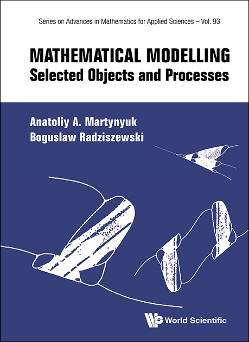 Series on Advances in Mathematics for Applied Sciences – Vol. 93
MATHEMATICAL MODELLING
Selected Objects and Processes
Anatoliy A. Martynyuk
Boguslaw Radziszewski
World Scientific